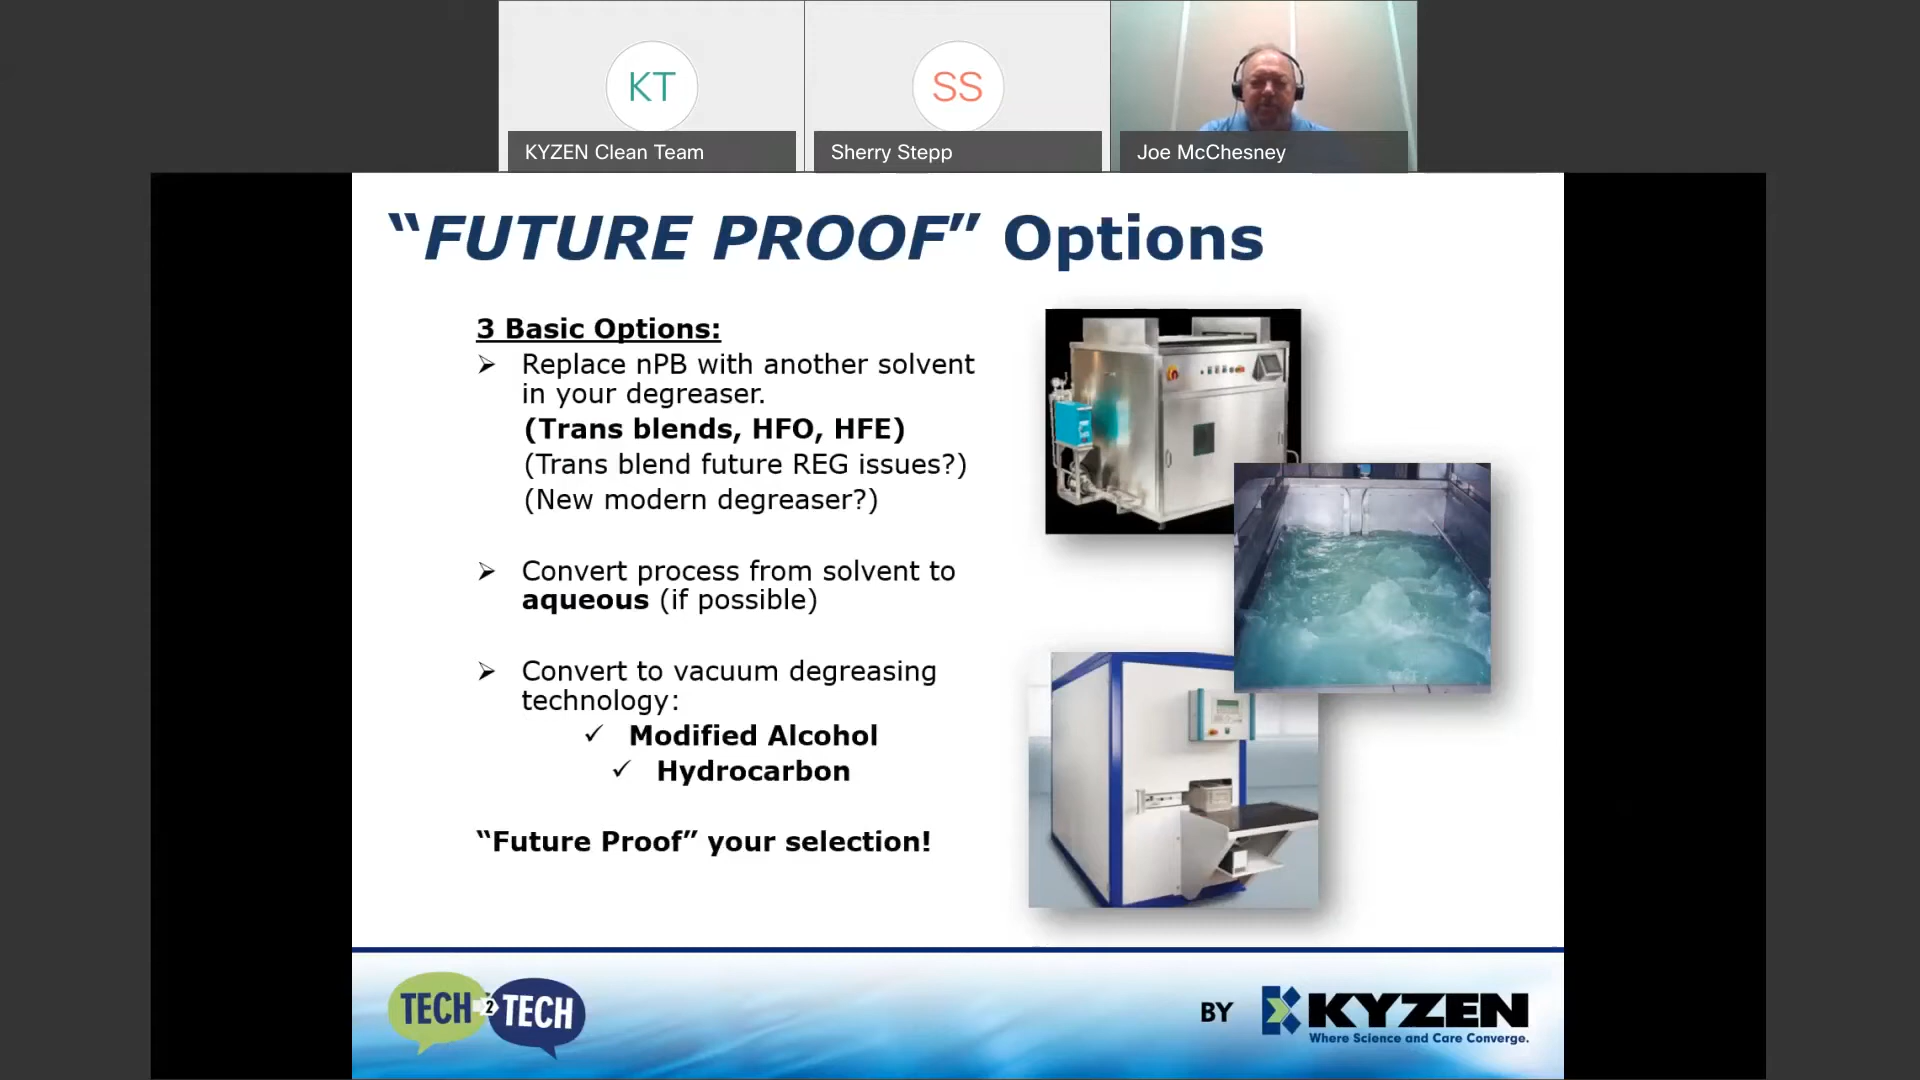 KT
SS
KYZEN Clean Team
Sherry Stepp
Joe McChesney
“FUTURE PROOF” Options
3 Basic Options:
Replace nPB with another solvent
in your degreaser.
(Trans blends, HFO, HFE)
(Trans blend future REG issues?)
(New modern degreaser?)
Convert process from solvent to
aqueous (if possible)
Convert to vacuum degreasing
technology:
Modified Alcohol
Hydrocarbon
“Future Proof” your selection!
TECH 2 TECH
BY KYZEN
Where Science and Care Converge.